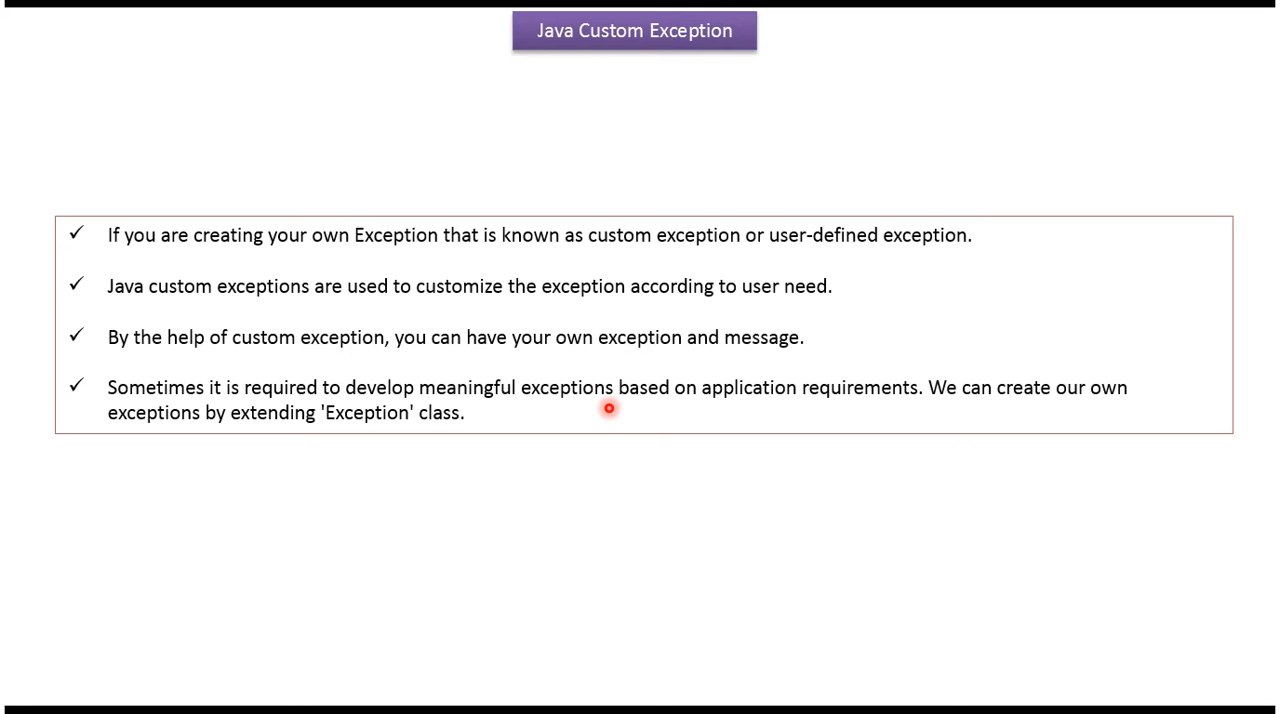 Java Custom Exception
✓ If you are creating your own Exception that is known as custom exception or user-defined exception.
✓ Java custom exceptions are used to customize the exception according to user need.
✓ By the help of custom exception, you can have your own exception and message.
✓ Sometimes it is required to develop meaningful exceptions based on application requirements. We can create our own
exceptions by extending 'Exception' class.